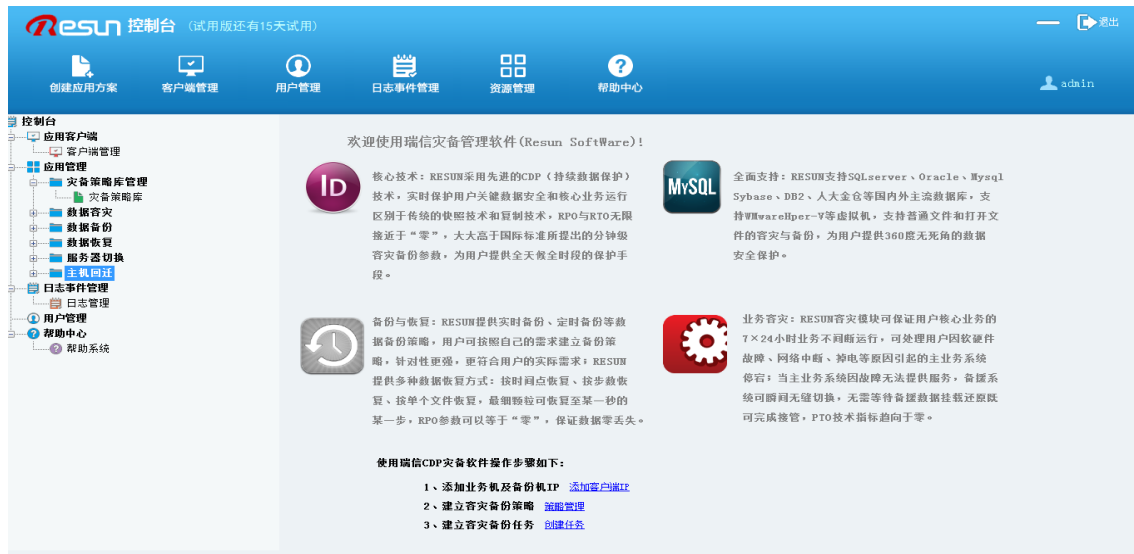 Resun 控制台 (试用版还有15天试用)
退出
创建应用方案 客户端管理 用户管理 日志事件管理 资源管理 帮助中心
admin
控制台
应用客户端
客户端管理
应用管理
灾备策略库管理
灾备策略库
数据容灾
数据备份
数据恢复
服务器切换
主机回迁
日志事件管理
日志管理
用户管理
帮助中心
帮助系统
欢迎使用瑞信灾备管理软件(Resun SoftWare)!
ID
核心技术：RESUN采用先进的CDP（持续数据保护）
技术，实时保护用户关键数据安全和核心业务运行
区别于传统的快照技术和复制技术，RPO与RTO无限
接近于“零”，大大高于国际标准所提出的分钟级
容灾备份参数，为用户提供全天候全时段的保护手
段。
MySQL
全面支持：RESUN支持SQLserver、Oracle、Mysql
Sybase、DB2、人大金仓等国内外主流数据库，支
持VMwareHper-V等虚拟机，支持普通文件和打开文
件的容灾与备份，为用户提供360度无死角的数据
安全保护。
备份与恢复：RESUN提供实时备份、定时备份等数
据备份策略，用户可按照自己的需求建立备份策
略，针对性更强，更符合用户的实际需求；RESUN
提供多种数据恢复方式：按时间点恢复、按步数恢
复、按单个文件恢复，最细颗粒可恢复至某一秒的
某一步，RPO参数可以等于“零”，保证数据零丢失。
业务容灾：RESUN容灾模块可保证用户核心业务的
7×24小时业务不间断运行，可处理用户因软硬件
故障、网络中断、掉电等原因引起的主业务系统
停宕；当主业务系统因故障无法提供服务，备援系
统可瞬间无缝切换，无需等待备援数据挂载还原既
可完成接管，PTO技术指标趋向于零。
使用瑞信CDP灾备软件操作步骤如下：
1、添加业务机及备份机IP 添加客户端IP
2、建立容灾备份策略 策略管理
3、建立容灾备份任务 创建任务